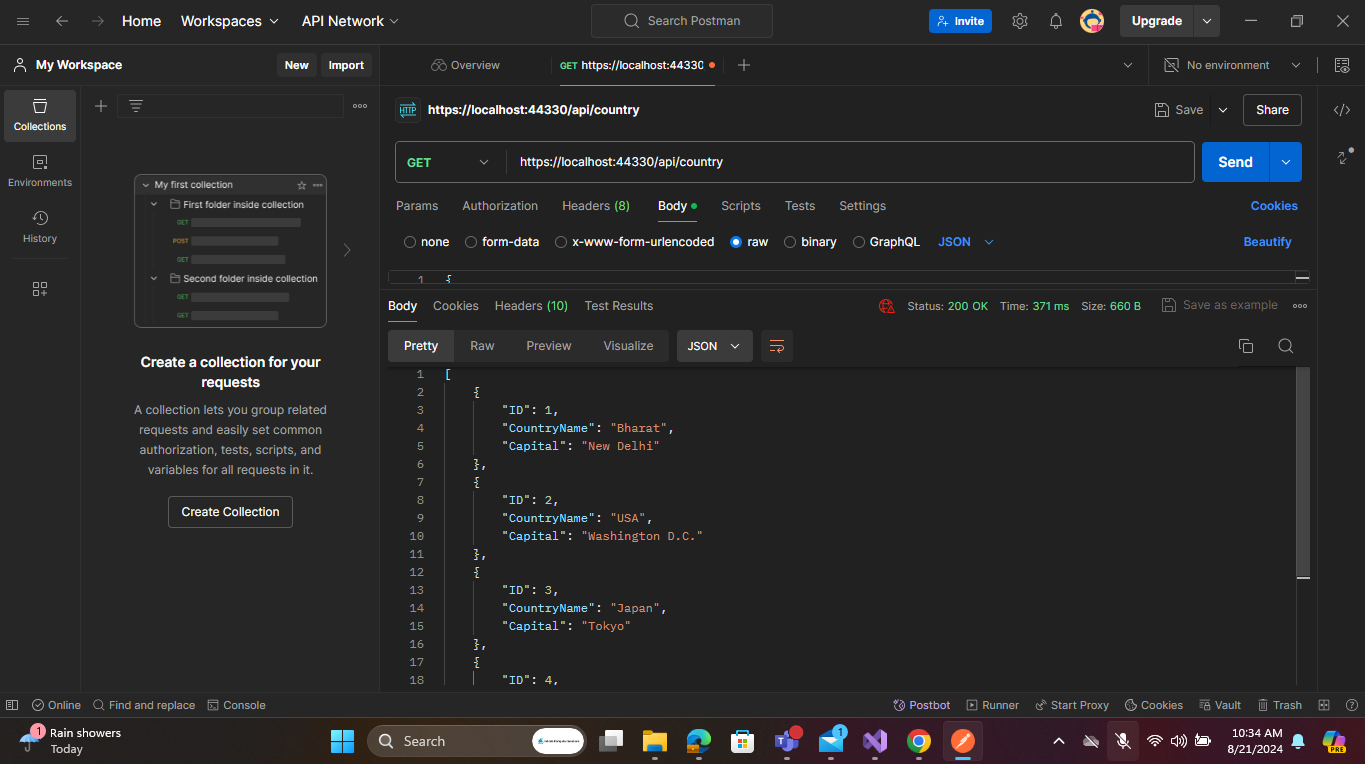 Home
Workspaces
API Network
Search Postman
Invite
Upgrade
My Workspace
New
Import
Overview
GET https://localhost:44330
No environment
Collections
Environments
History
My first collection
First folder inside collection
GET
POST
GET
Second folder inside collection
GET
GET
Create a collection for your
requests
A collection lets you group related
requests and easily set common
authorization, tests, scripts, and
variables for all requests in it.
Create Collection
HTTP
https://localhost:44330/api/country
Save
Share
GET
https://localhost:44330/api/country
Send
Params
Authorization
Headers (8)
Body
Scripts
Tests
Settings
Cookies
none
form-data
x-www-form-urlencoded
raw
binary
GraphQL
JSON
Beautify
1 {
Body
Cookies
Headers (10)
Test Results
Status: 200 OK
Time: 371 ms
Size: 660 B
Save as example
Pretty
Raw
Preview
Visualize
JSON
1 [
2 {
3 "ID": 1,
4 "CountryName": "Bharat",
5 "Capital": "New Delhi"
6 },
7 {
8 "ID": 2,
9 "CountryName": "USA",
10 "Capital": "Washington D.C."
11 },
12 {
13 "ID": 3,
14 "CountryName": "Japan",
15 "Capital": "Tokyo"
16 },
17 {
18 "ID": 4,
Online
Find and replace
Console
Postbot
Runner
Start Proxy
Cookies
Vault
Trash
1
Rain showers
Today
Search
1
10:34 AM
8/21/2024
PRE